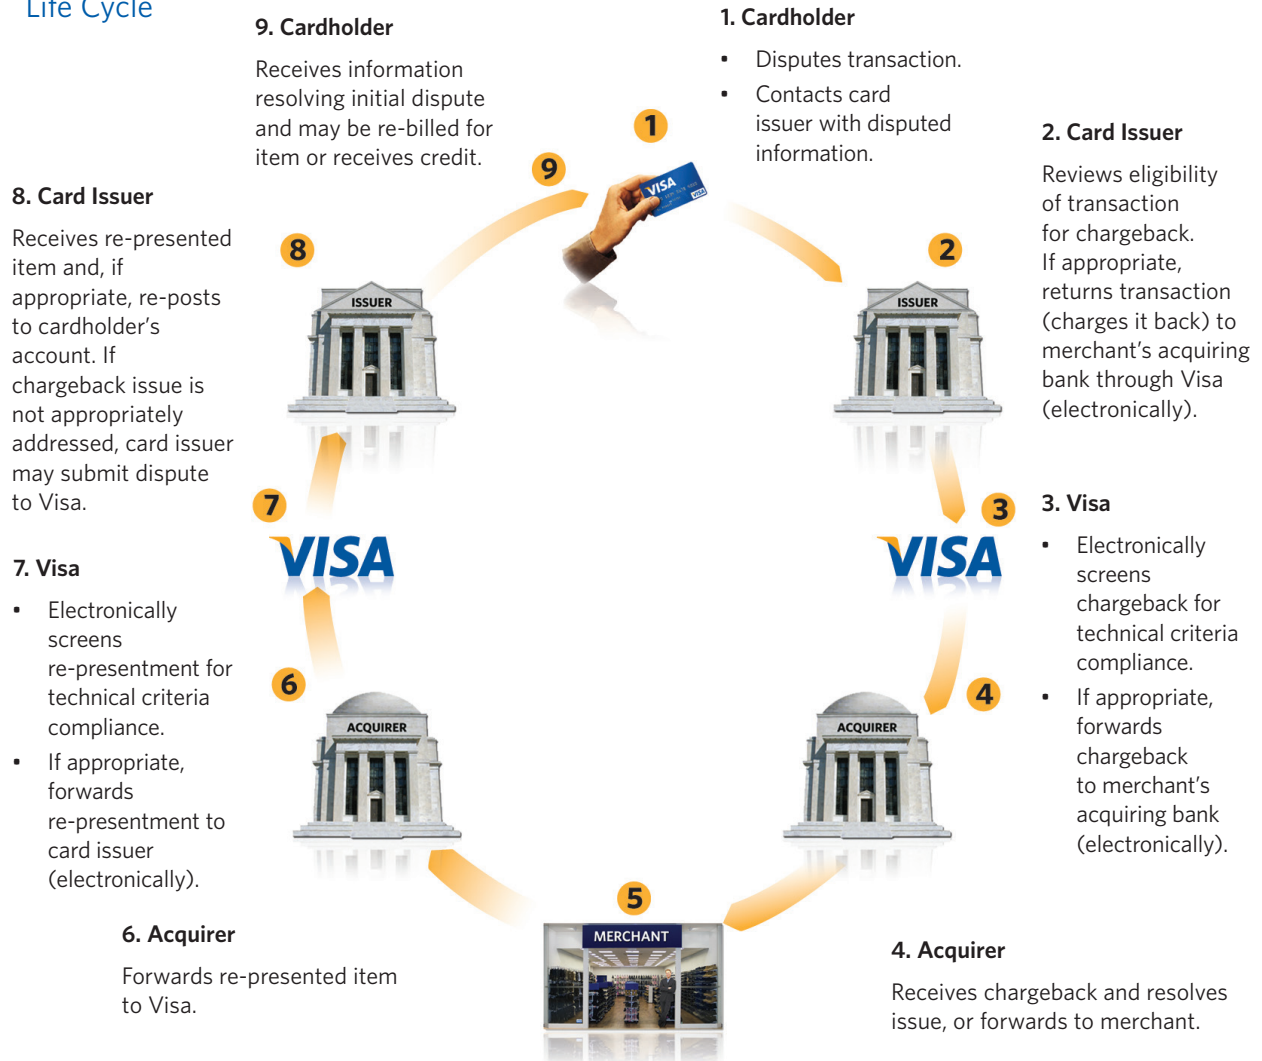 Life Cycle
9. Cardholder
Receives information
resolving initial dispute
and may be re-billed for
item or receives credit.
1. Cardholder
• Disputes transaction.
• Contacts card
issuer with disputed
information.
2. Card Issuer
Reviews eligibility
of transaction
for chargeback.
If appropriate,
returns transaction
(charges it back) to
merchant’s acquiring
bank through Visa
(electronically).
8. Card Issuer
Receives re-presented
item and, if
appropriate, re-posts
to cardholder’s
account. If
chargeback issue is
not appropriately
addressed, card issuer
may submit dispute
to Visa.
1
9
VISA
VISA
8
ISSUER
2
ISSUER
7
VISA
3
VISA
3. Visa
• Electronically
screens
chargeback for
technical criteria
compliance.
• If appropriate,
forwards
chargeback
to merchant’s
acquiring bank
(electronically).
7. Visa
• Electronically
screens
re-presentment for
technical criteria
compliance.
• If appropriate,
forwards
re-presentment to
card issuer
(electronically).
6
ACQUIRER
4
ACQUIRER
5
MERCHANT
6. Acquirer
Forwards re-presented item
to Visa.
4. Acquirer
Receives chargeback and resolves
issue, or forwards to merchant.